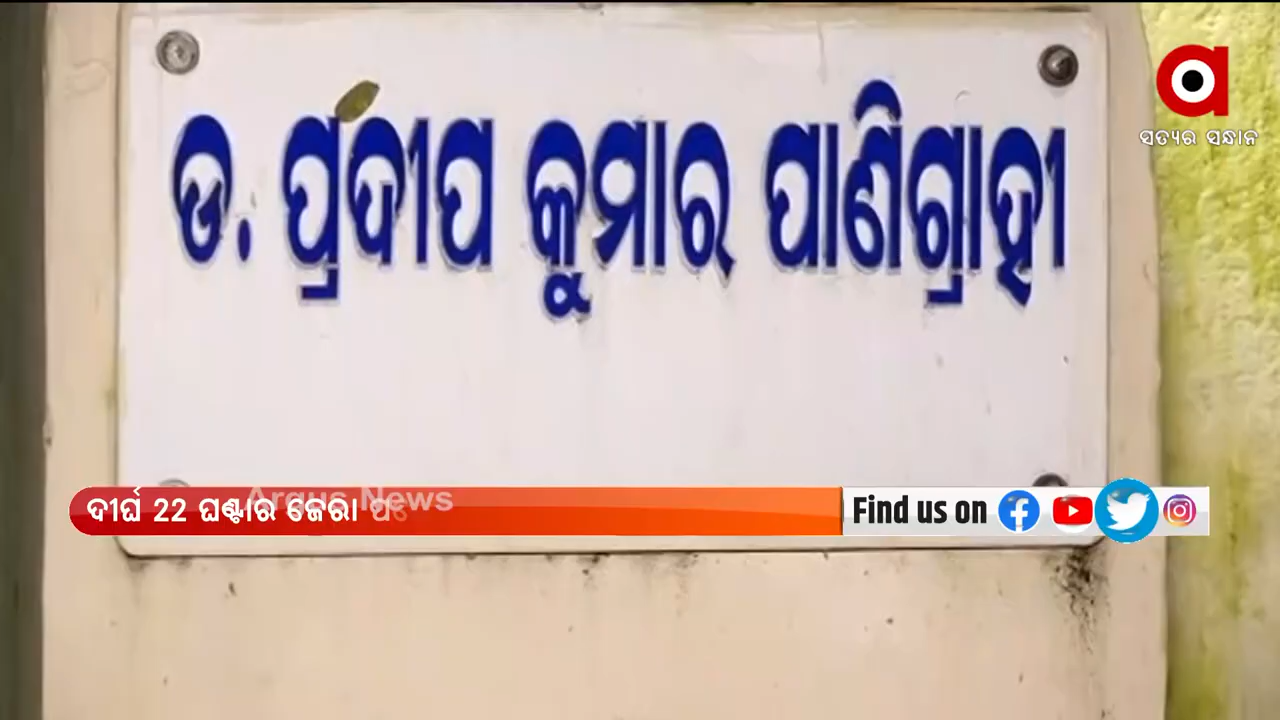 ଡ. ପ୍ରଦୀପ କୁମାର ପାଣିଗ୍ରାହୀ
ସତ୍ୟର ସନ୍ଧାନ
Argus News
ଦୀର୍ଘ 22 ଘଣ୍ଟାର ଜେରା
Find us on